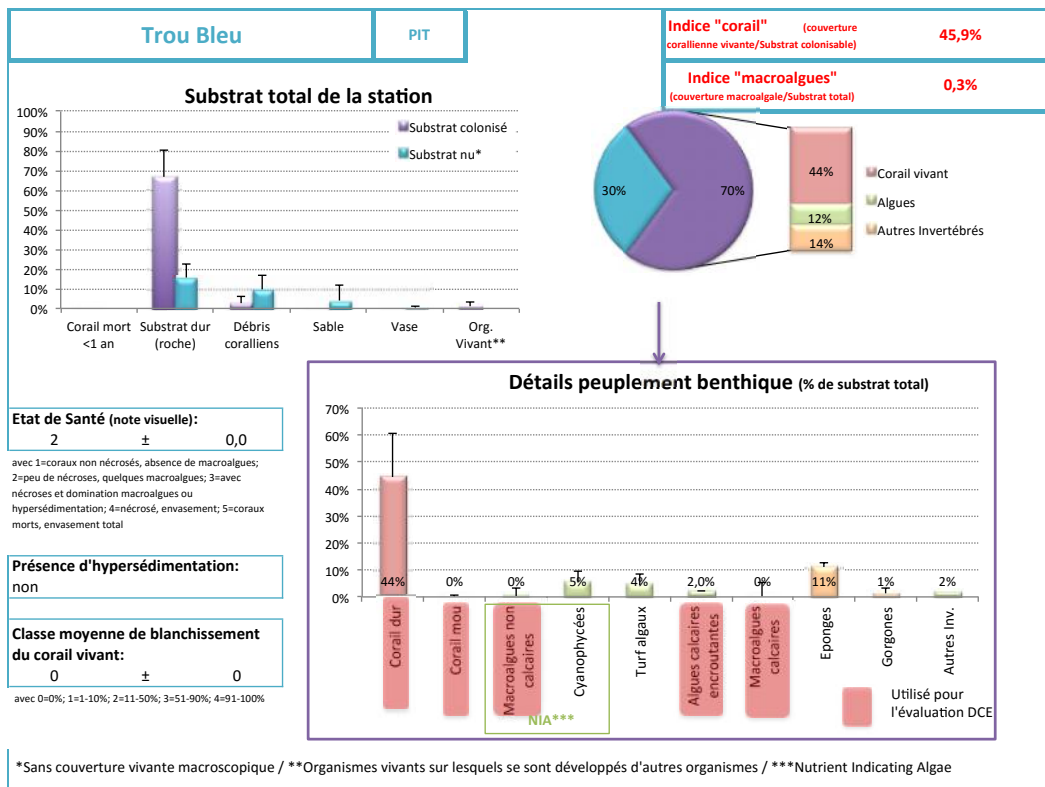 Trou Bleu
PIT
Indice "corail" (couverture
corallienne vivante/Substrat colonisable)
45,9%
Indice "macroalgues"
(couverture macroalgale/Substrat total)
0,3%
Substrat total de la station
100%
90%
80%
70%
60%
50%
40%
30%
20%
10%
0%
Substrat colonisé
Substrat nu*
Corail mort
<1 an
Substrat dur
(roche)
Débris
coralliens
Sable
Vase
Org.
Vivant**
30%
70%
44%
12%
14%
Corail vivant
Algues
Autres Invertébrés
Etat de Santé (note visuelle):
2 ± 0,0
avec 1=coraux non nécrosés, absence de macroalgues;
2=peu de nécroses, quelques macroalgues; 3=avec
nécroses et domination macroalgues ou
hypersédimentation; 4=nécrosé, envasement; 5=coraux
morts, envasement total
Présence d'hypersédimentation:
non
Classe moyenne de blanchissement
du corail vivant:
0 ± 0
avec 0=0%; 1=1-10%; 2=11-50%; 3=51-90%; 4=91-100%
Détails peuplement benthique (% de substrat total)
70%
60%
50%
40%
30%
20%
10%
0%
44%
0%
0%
5%
4%
2,0%
0%
11%
1%
2%
Corail dur
Corail mou
Macroalgues non
calcaires
Cyanophycées
Turf algaux
Algues calcaires
encroutantes
Macroalgues
calcaires
Eponges
Gorgones
Autres Inv.
NIA***
Utilisé pour
l'évaluation DCE
*Sans couverture vivante macroscopique / **Organismes vivants sur lesquels se sont développés d'autres organismes / ***Nutrient Indicating Algae